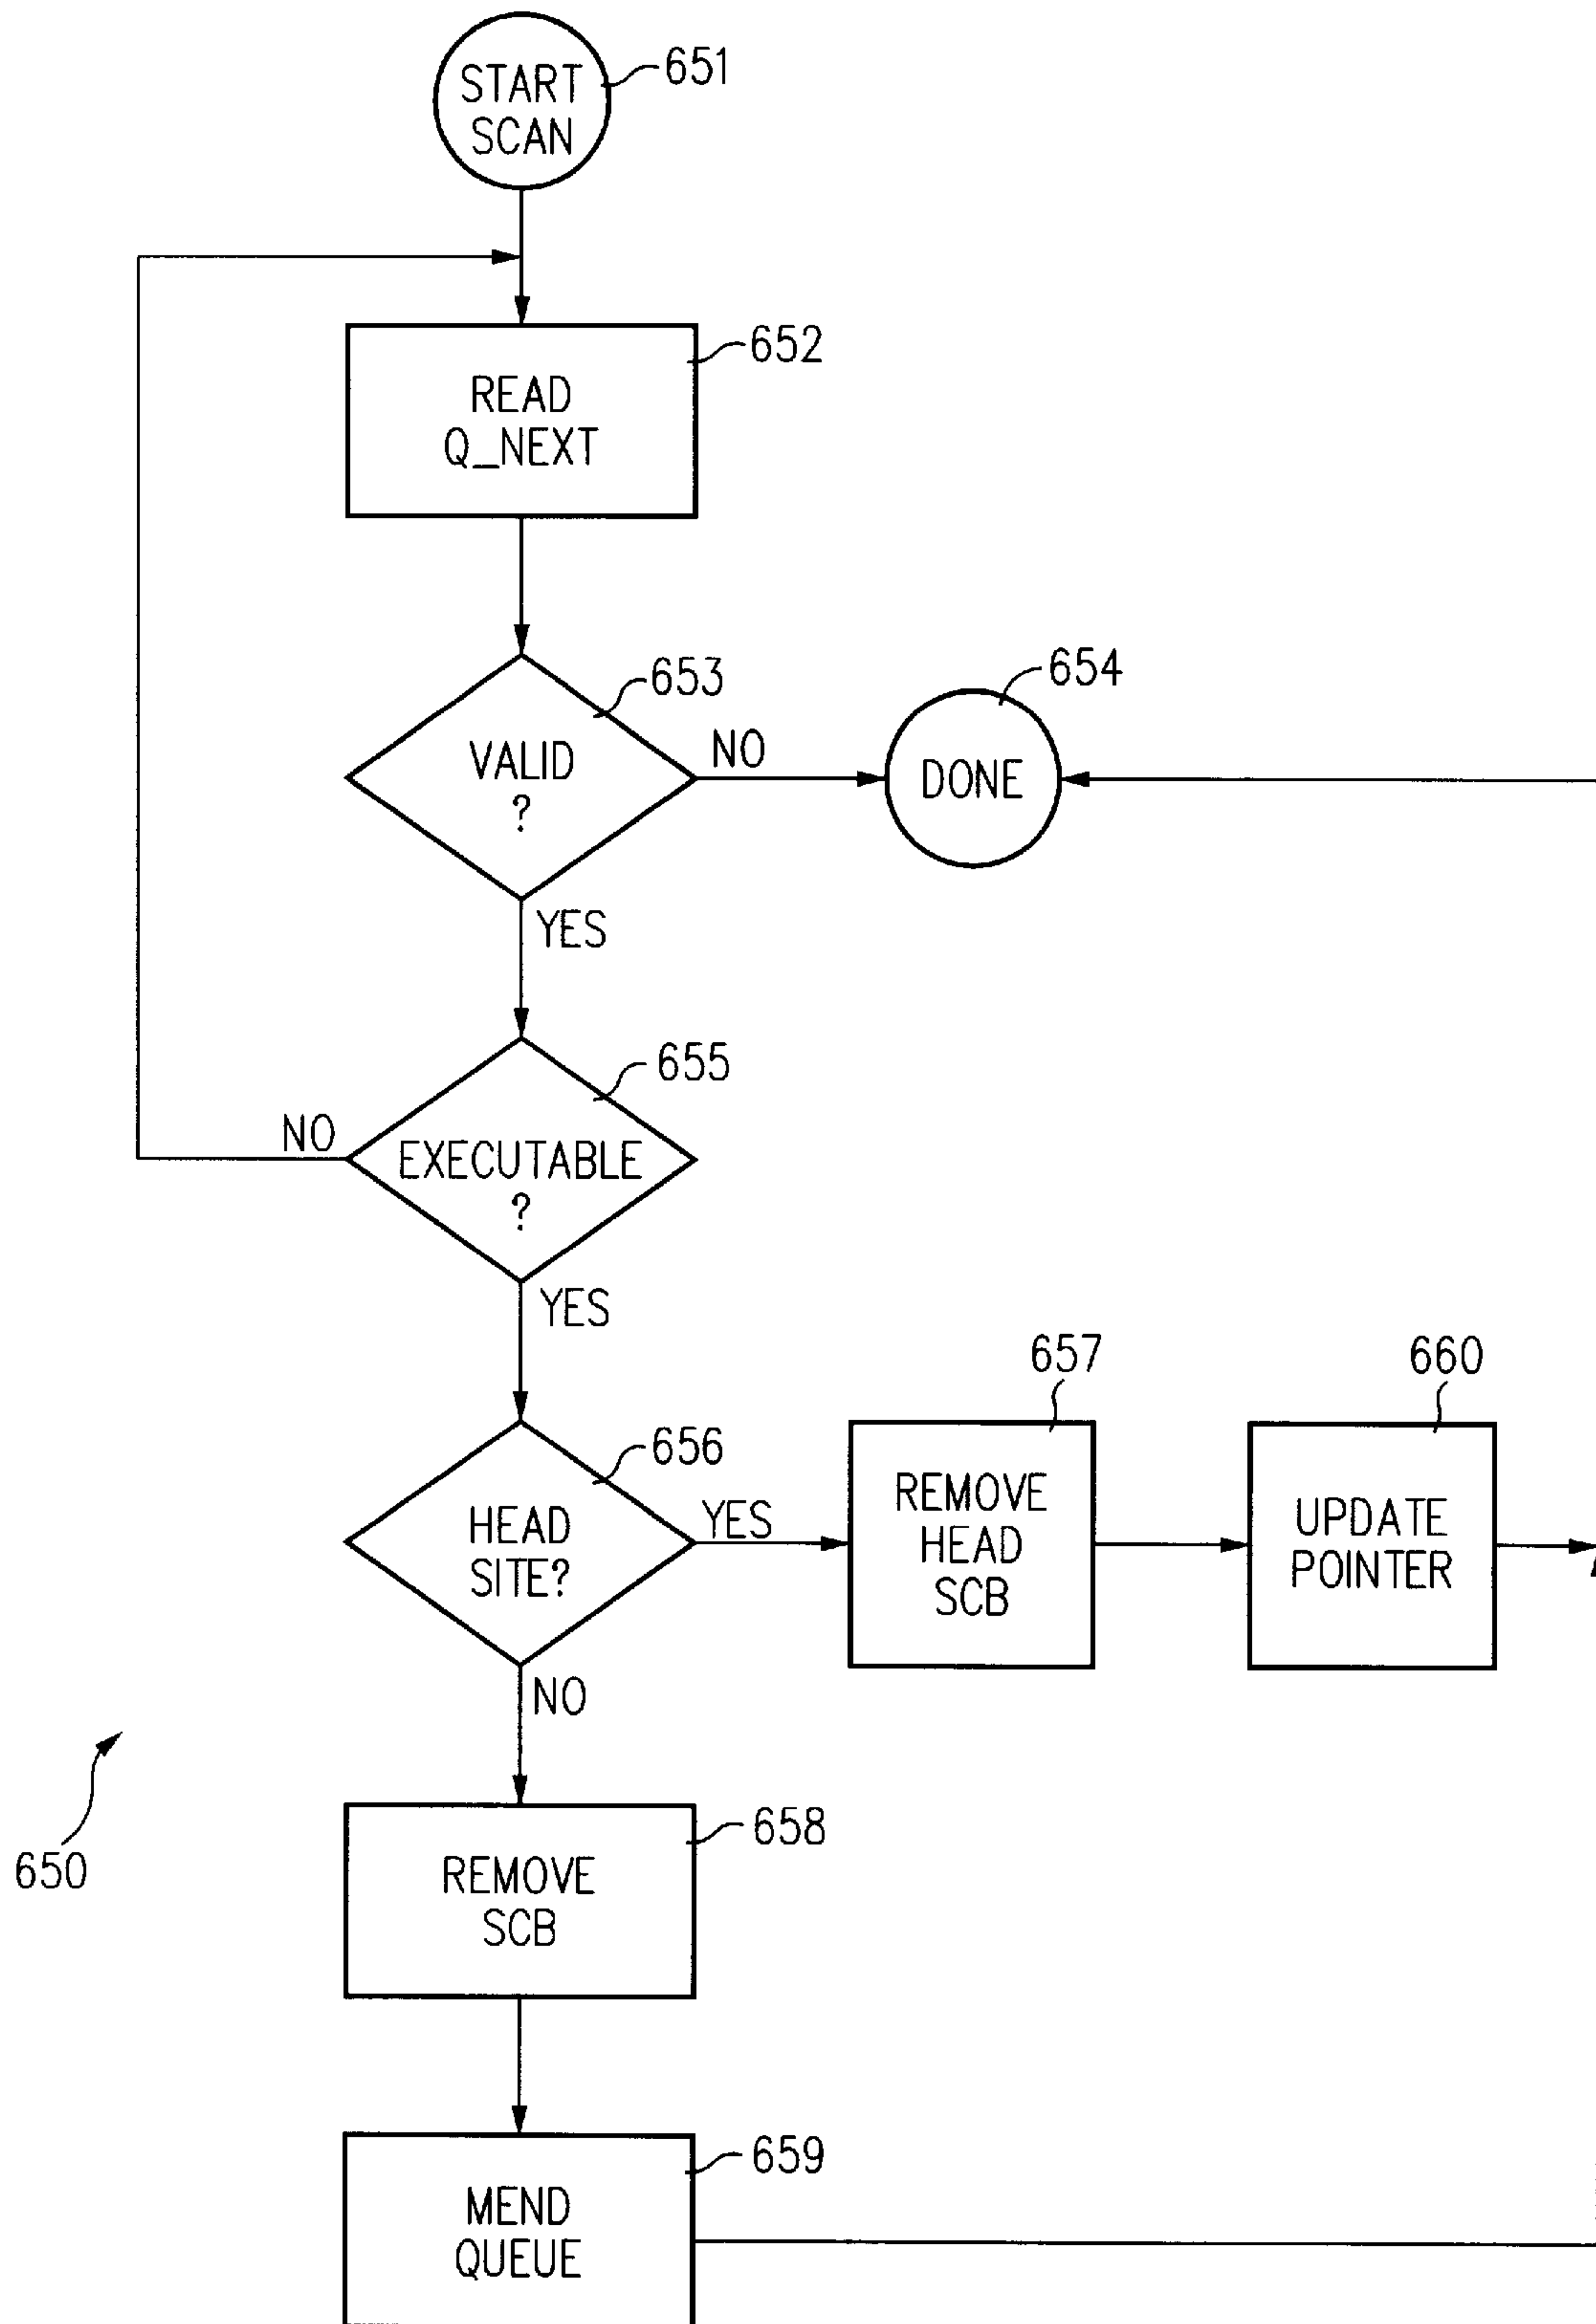 START
SCAN
651
READ
Q_NEXT
652
VALID
?
653
NO
DONE
654
YES
EXECUTABLE
?
655
NO
YES
HEAD
SITE?
656
YES
REMOVE
HEAD
SCB
657
UPDATE
POINTER
660
NO
650
REMOVE
SCB
658
MEND
QUEUE
659